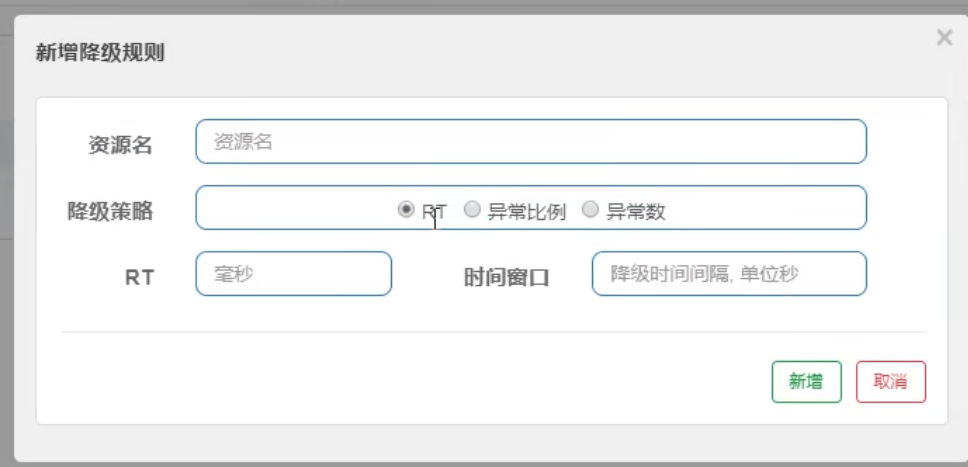 新增降级规则 ×
资源名 资源名
降级策略 RT 异常比例 异常数
RT 毫秒 时间窗口 降级时间间隔, 单位秒
新增 取消